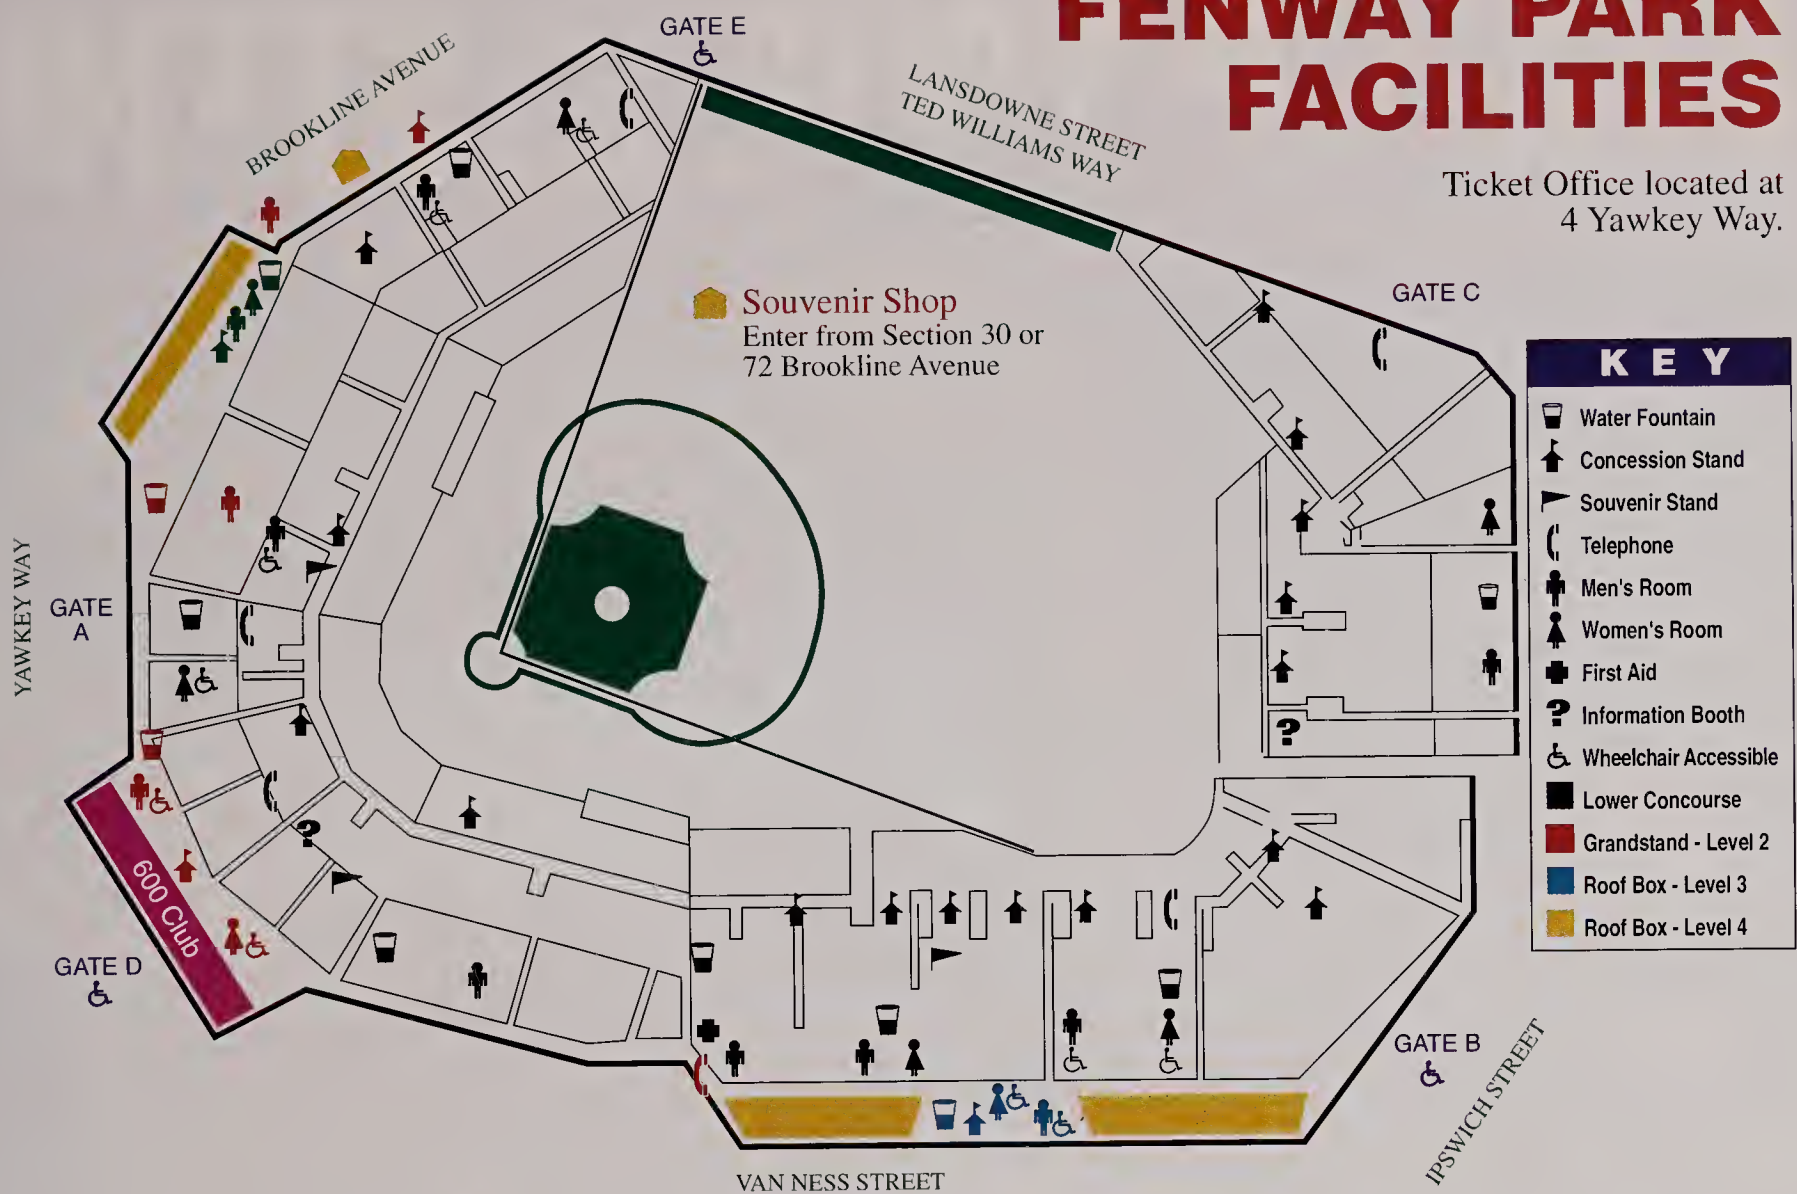 FENWAY PARK
FACILITIES
Ticket Office located at
4 Yawkey Way.
GATE E
BROOKLINE AVENUE
LANSDOWNE STREET
TED WILLIAMS WAY
GATE C
Souvenir Shop
Enter from Section 30 or
72 Brookline Avenue
KEY
Water Fountain
Concession Stand
Souvenir Stand
Telephone
Men's Room
Women's Room
First Aid
? Information Booth
Wheelchair Accessible
Lower Concourse
Grandstand - Level 2
Roof Box - Level 3
Roof Box - Level 4
YAWKEY WAY
GATE
A
?
?
600 Club
GATE D
GATE B
IPSWICH STREET
VAN NESS STREET